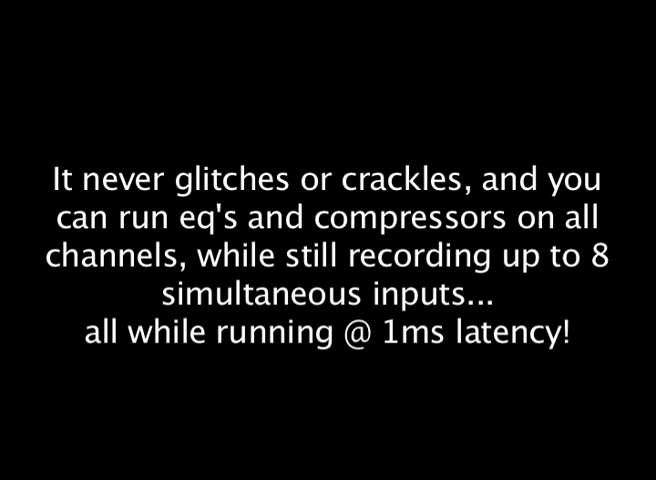 It never glitches or crackles, and you
can run eq's and compressors on all
channels, while still recording up to 8
simultaneous inputs...
all while running @ 1ms latency!